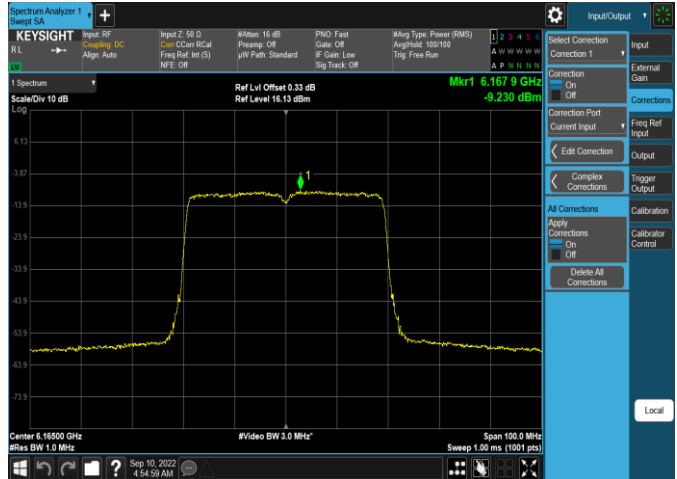 Spectrum Analyzer 1
Swept SA
Input/Output
KEYSIGHT
R L
Input: RF
Coupling: DC
Align: Auto
Input Z: 50 Ω
Corr CCorr RCal
Freq Ref: Int (S)
NFE: Off
#Atten: 16 dB
Preamp: Off
µW Path: Standard
PNO: Fast
Gate: Off
IF Gain: Low
Sig Track: Off
#Avg Type: Power (RMS)
Avg|Hold: 100/100
Trig: Free Run
1 2 3 4 5 6
A W W W W W
A P N N N N
1 Spectrum
Scale/Div 10 dB
Log
Ref Lvl Offset 0.33 dB
Ref Level 16.13 dBm
Mkr1 6.167 9 GHz
-9.230 dBm
1
6.13
-3.87
-13.9
-23.9
-33.9
-43.9
-53.9
-63.9
-73.9
Center 6.16500 GHz
#Res BW 1.0 MHz
#Video BW 3.0 MHz*
Span 100.0 MHz
Sweep 1.00 ms (1001 pts)
Sep 10, 2022
4:54:59 AM
Select Correction
Correction 1
Correction
On
Off
Correction Port
Current Input
Edit Correction
Complex
Corrections
All Corrections
Apply
Corrections
On
Off
Delete All
Corrections
Input
External
Gain
Corrections
Freq Ref
Input
Output
Trigger
Output
Calibration
Calibrator
Control
Local